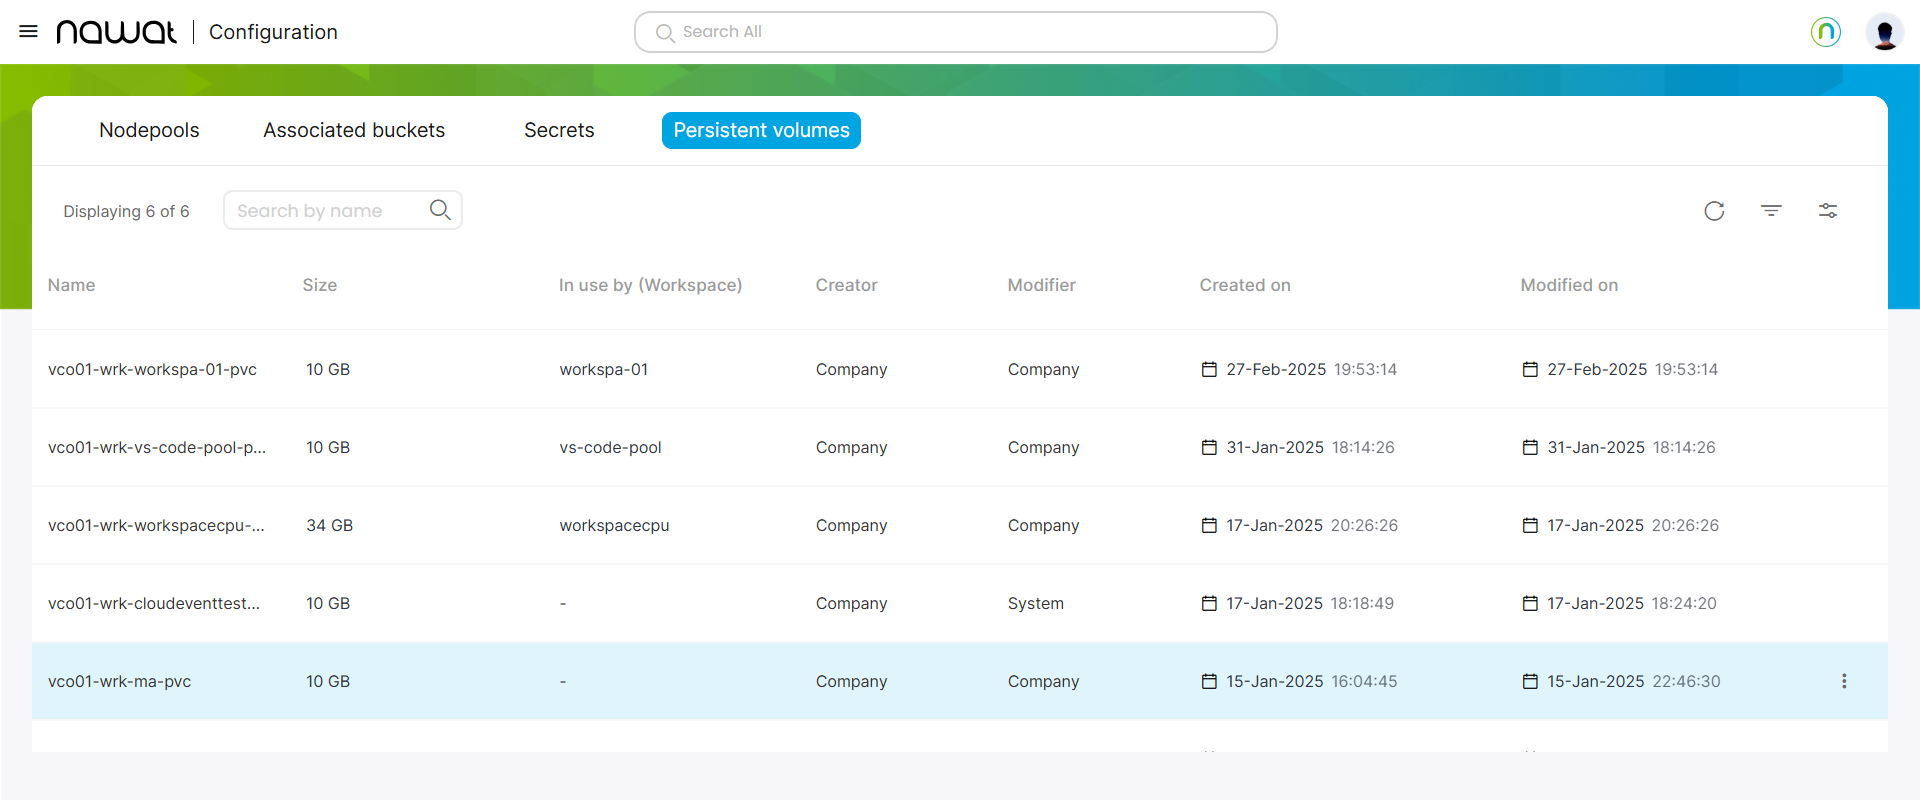 nawat | Configuration
Search All
Nodepools Associated buckets Secrets Persistent volumes
Displaying 6 of 6 Search by name
Name Size In use by (Workspace) Creator Modifier Created on Modified on
vco01-wrk-workspa-01-pvc 10 GB workspa-01 Company Company 27-Feb-2025 19:53:14 27-Feb-2025 19:53:14
vco01-wrk-vs-code-pool-p... 10 GB vs-code-pool Company Company 31-Jan-2025 18:14:26 31-Jan-2025 18:14:26
vco01-wrk-workspacecpu-... 34 GB workspacecpu Company Company 17-Jan-2025 20:26:26 17-Jan-2025 20:26:26
vco01-wrk-cloudeventtest... 10 GB - Company System 17-Jan-2025 18:18:49 17-Jan-2025 18:24:20
vco01-wrk-ma-pvc 10 GB - Company Company 15-Jan-2025 16:04:45 15-Jan-2025 22:46:30